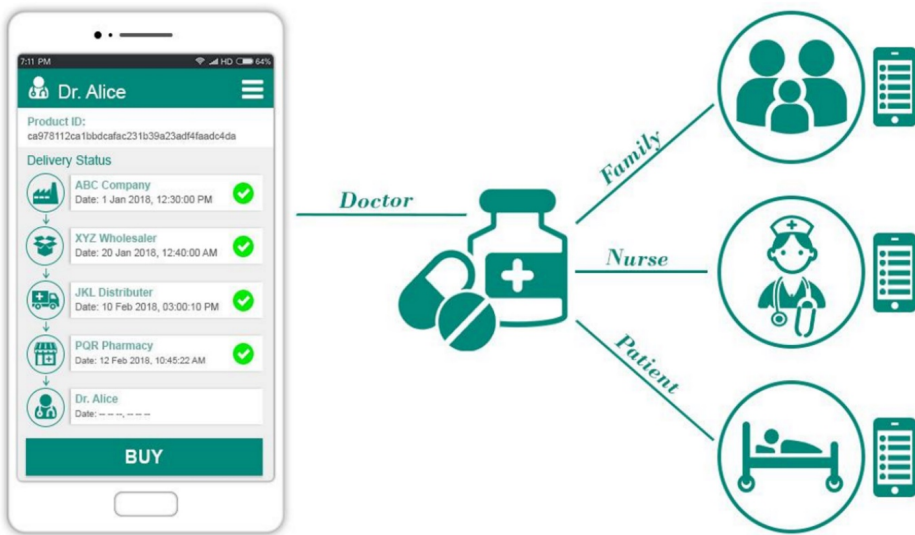 7:11 PM HD 64%
Dr. Alice
Product ID:
ca978112ca1bbdcafac231b39a23adf4faadc4da
Delivery Status
ABC Company
Date: 1 Jan 2018, 12:30:00 PM
XYZ Wholesaler
Date: 20 Jan 2018, 12:40:00 AM
JKL Distributer
Date: 10 Feb 2018, 03:00:10 PM
PQR Pharmacy
Date: 12 Feb 2018, 10:45:22 AM
Dr. Alice
Date: -- -- --, -- -- --
BUY
Doctor
Family
Nurse
Patient